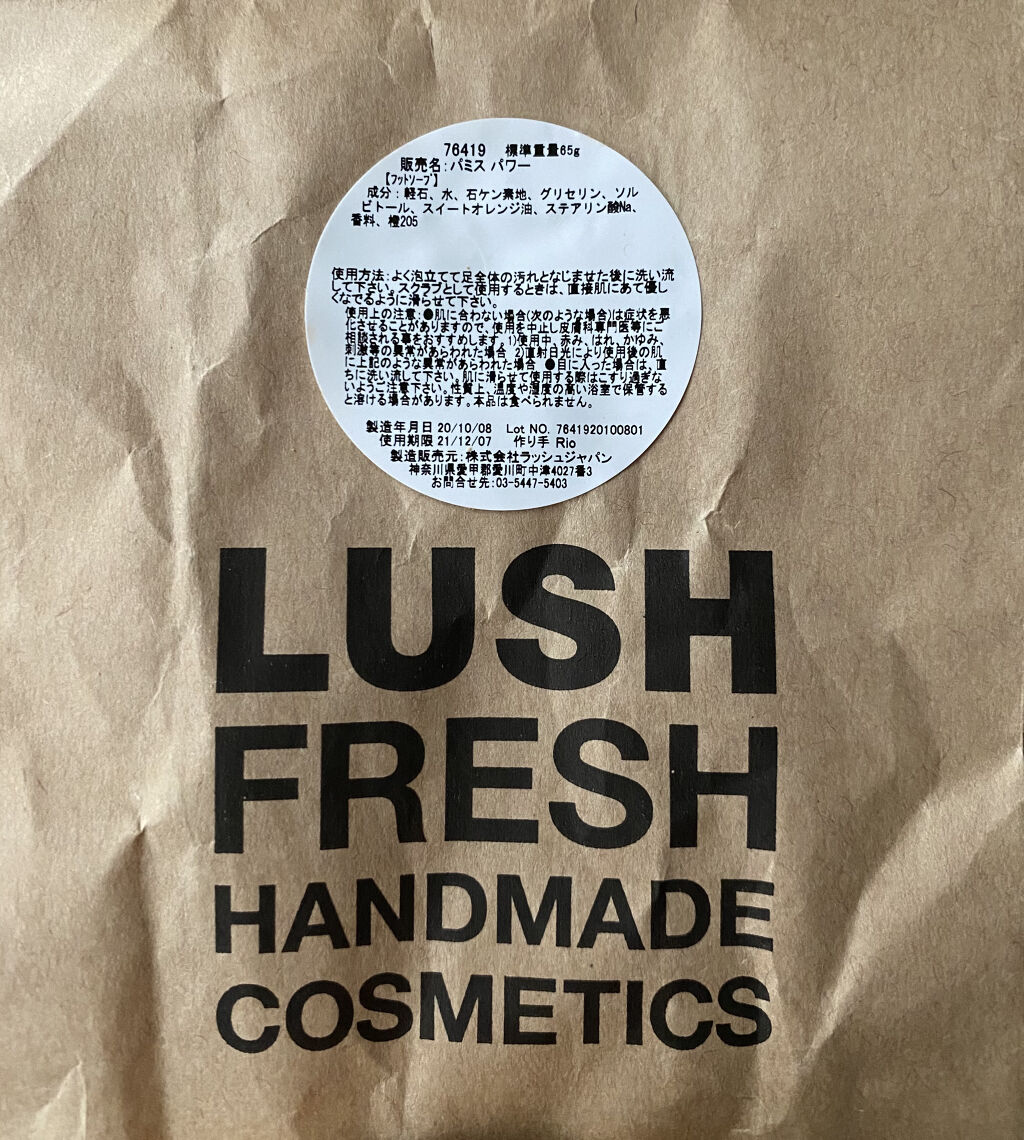 76419 標準重量65g
販売名:パミス パワー
【フットソープ】
成分:軽石、水、石ケン素地、グリセリン、ソル
ビトール、スイートオレンジ油、ステアリン酸Na、
香料、橙205
使用方法:よく泡立てて足全体の汚れとなじませた後に洗い流
して下さい。スクラブとして使用するときは、直接肌にあて優し
くなでるように滑らせて下さい。
使用上の注意:●肌に合わない場合(次のような場合)は症状を悪
化させることがありますので、使用を中止し皮膚科専門医等にご
相談される事をおすすめします。1)使用中、赤み、はれ、かゆみ、
刺激等の異常があらわれた場合 2)直射日光により使用後の肌
に上記のような異常があらわれた場合 ●目に入った場合は、直
ちに洗い流して下さい。肌に滑らせて使用する際はこすり過ぎな
いようご注意下さい。性質上、温度や湿度の高い浴室で保管する
と溶ける場合があります。本品は食べられません。
製造年月日 20/10/08 Lot NO. 7641920100801
使用期限 21/12/07 作り手 Rio
製造販売元:株式会社ラッシュジャパン
神奈川県愛甲郡愛川町中津4027番3
お問合せ先:03-5447-5403
LUSH
FRESH
HANDMADE
COSMETICS